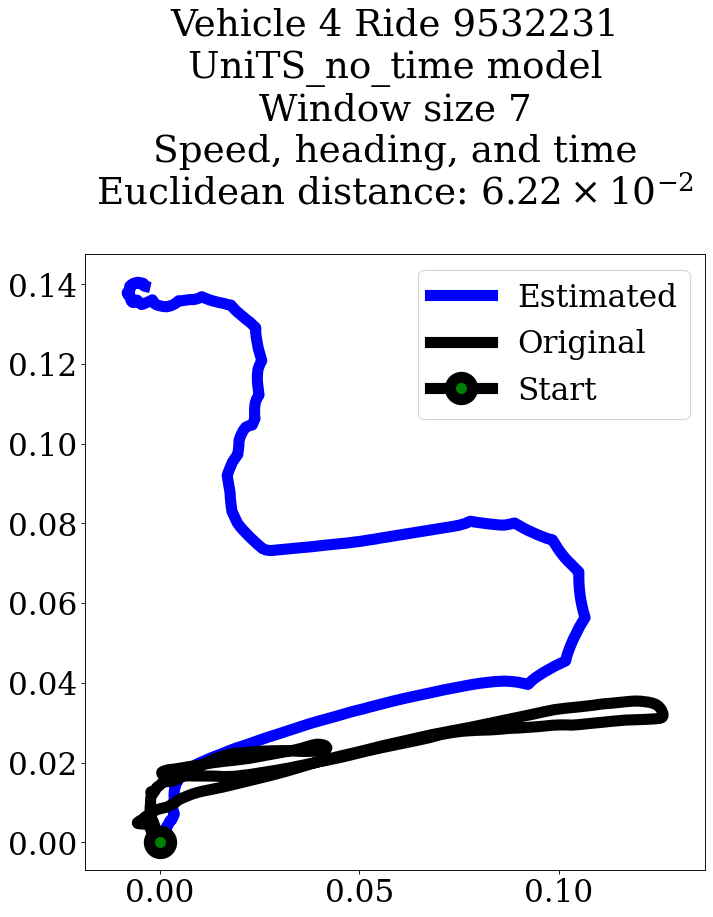 Vehicle 4 Ride 9532231
UniTS_no_time model
Window size 7
Speed, heading, and time
Euclidean distance: 6.22 × 10⁻²
0.14
0.12
0.10
0.08
0.06
0.04
0.02
0.00
Estimated
Original
Start
0.00 0.05 0.10